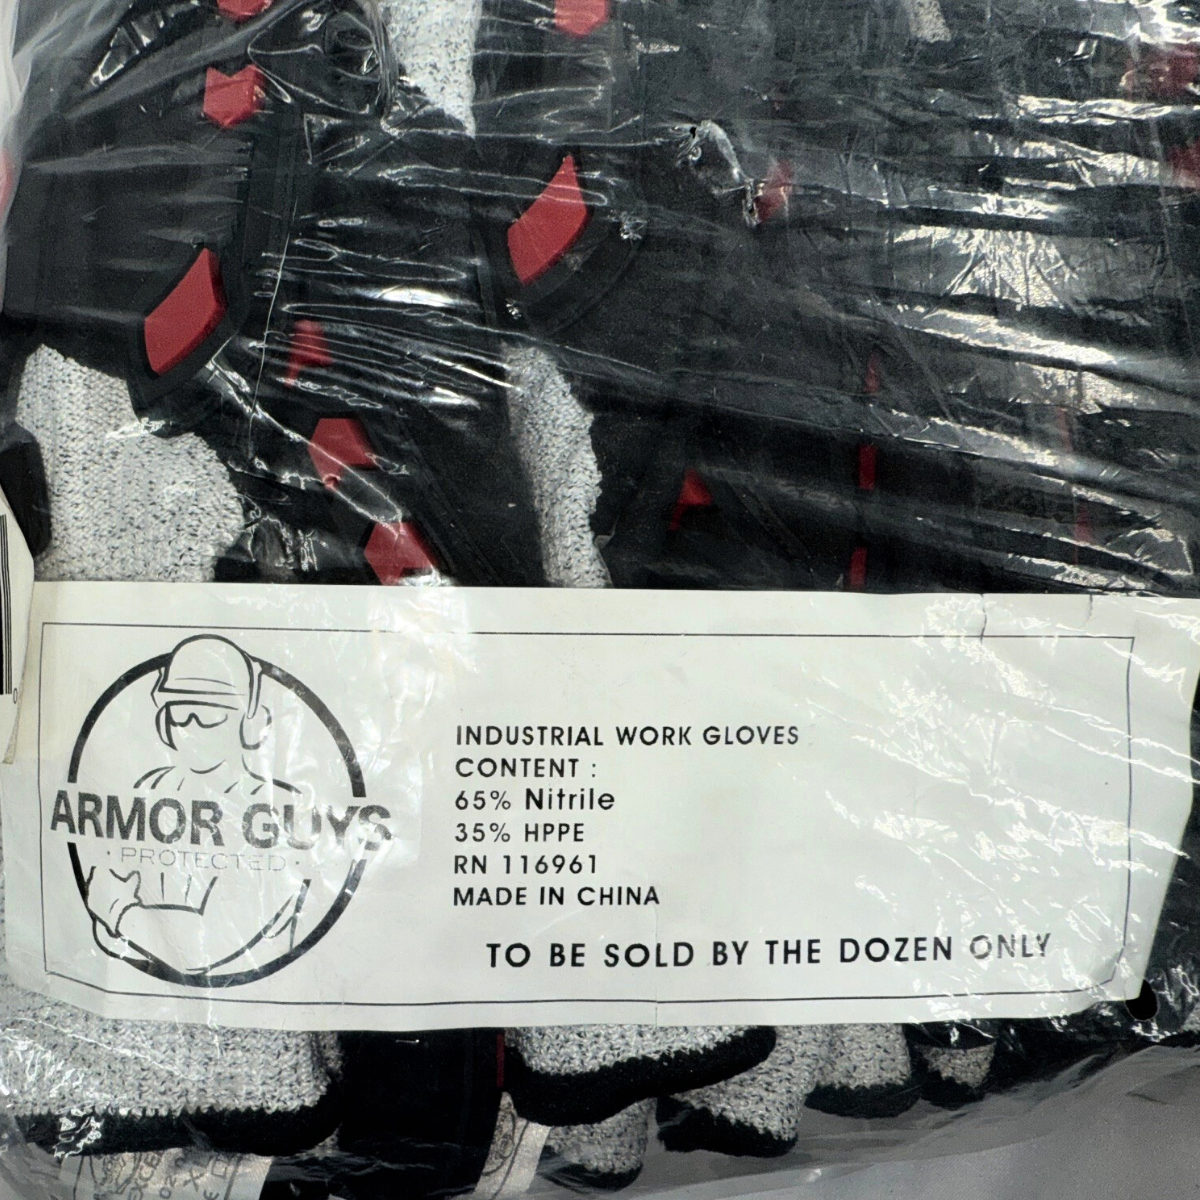 ARMOR GUYS
· PROTECTED ·
INDUSTRIAL WORK GLOVES
CONTENT :
65% Nitrile
35% HPPE
RN 116961
MADE IN CHINA
TO BE SOLD BY THE DOZEN ONLY